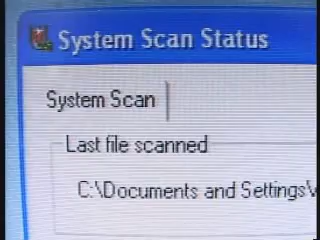 System Scan Status
System Scan
Last file scanned
C:\Documents and Settings\